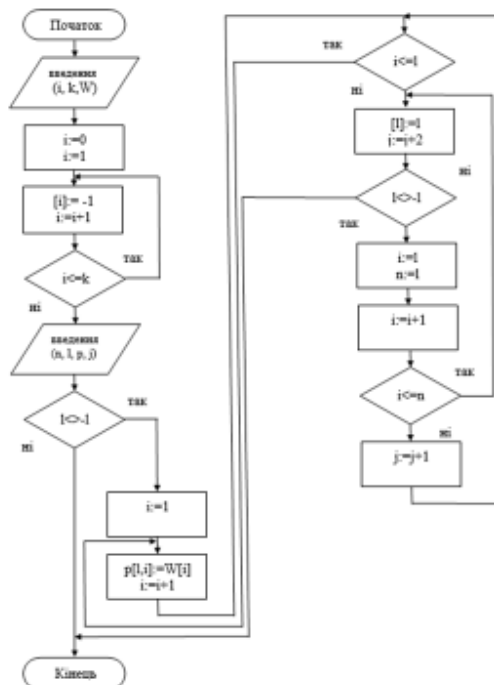 Початок
введення
(i, k,W)
i:=0
i:=1
[i]:= -1
i:=i+1
так
i<=k
ні
введення
(n, l, p, j)
так
l<>-1
ні
i:=1
p[l,i]:=W[i]
i:=i+1
Кінець
так
i<=l
ні
[l]:=l
j:=i+2
ні
l<>-1
так
i:=l
n:=l
i:=i+1
так
i<=n
ні
j:=j+1